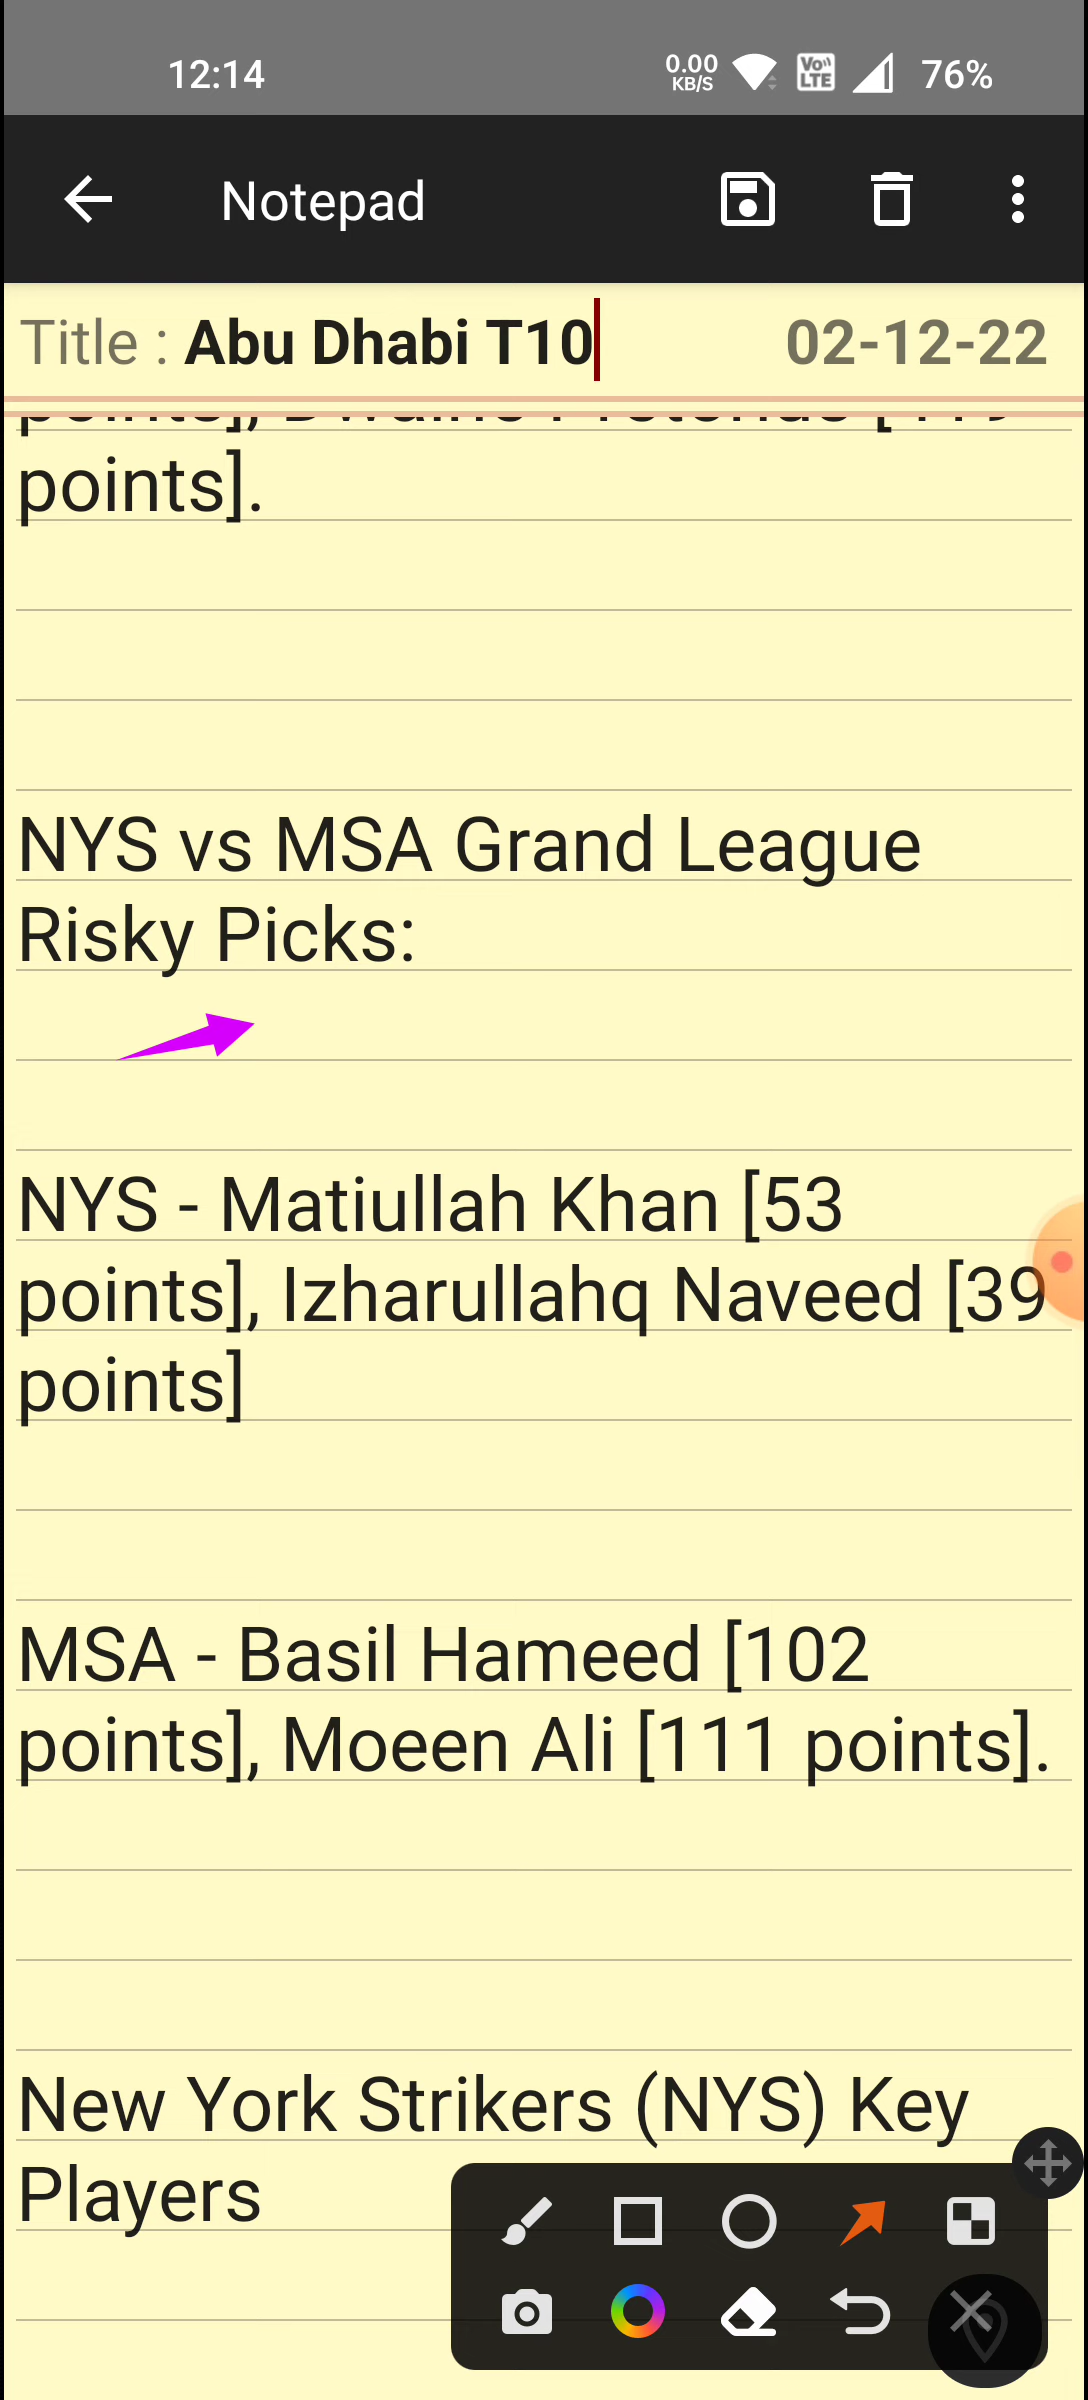 12:14 0.00 KB/S Vo LTE 76%
Notepad
Title : Abu Dhabi T10 02-12-22
points].
NYS vs MSA Grand League
Risky Picks:
NYS - Matiullah Khan [53
points], Izharullahq Naveed [39
points]
MSA - Basil Hameed [102
points], Moeen Ali [111 points].
New York Strikers (NYS) Key
Players